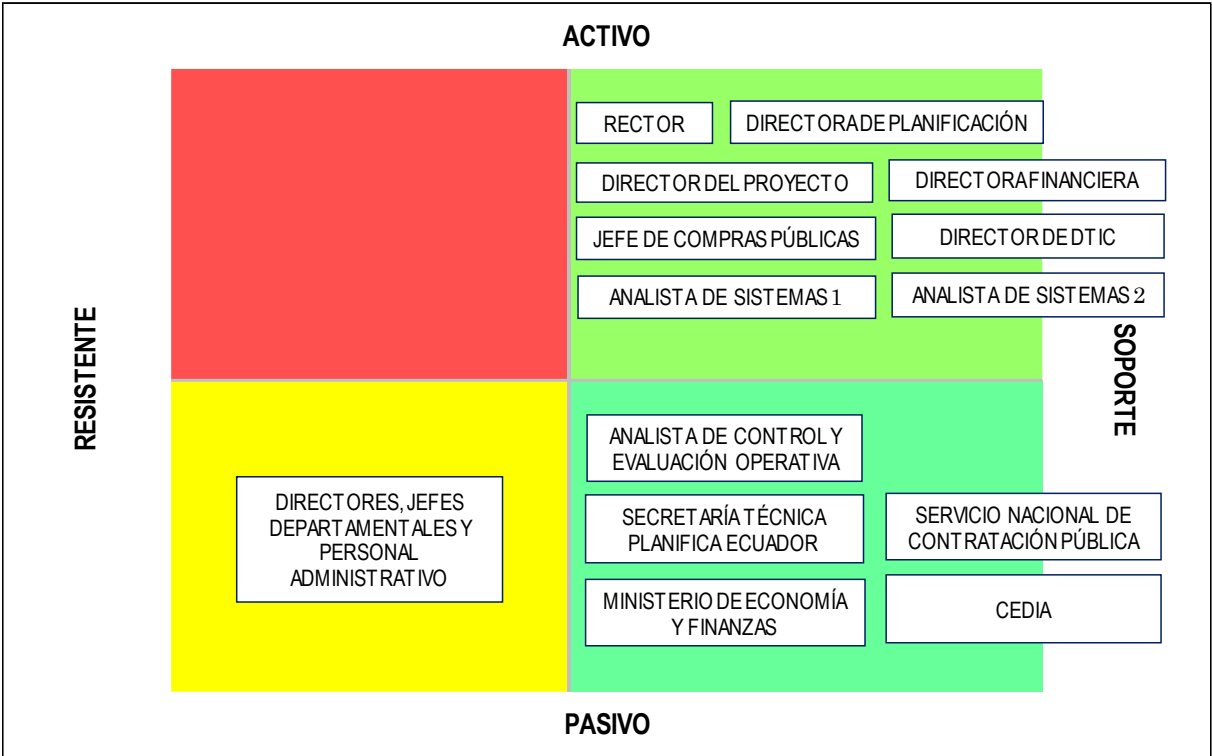 ACTIVO
RECTOR
DIRECTORA DE PLANIFICACIÓN
DIRECTOR DEL PROYECTO
DIRECTORA FINANCIERA
JEFE DE COMPRAS PÚBLICAS
DIRECTOR DE DTIC
ANALISTA DE SISTEMAS 1
ANALISTA DE SISTEMAS 2
RESISTENTE
SOPORTE
ANALISTA DE CONTROL Y
EVALUACIÓN OPERATIVA
DIRECTORES, JEFES
DEPARTAMENTALES Y
PERSONAL
ADMINISTRATIVO
SECRETARÍA TÉCNICA
PLANIFICA ECUADOR
SERVICIO NACIONAL DE
CONTRATACIÓN PÚBLICA
MINISTERIO DE ECONOMÍA
Y FINANZAS
CEDIA
PASIVO